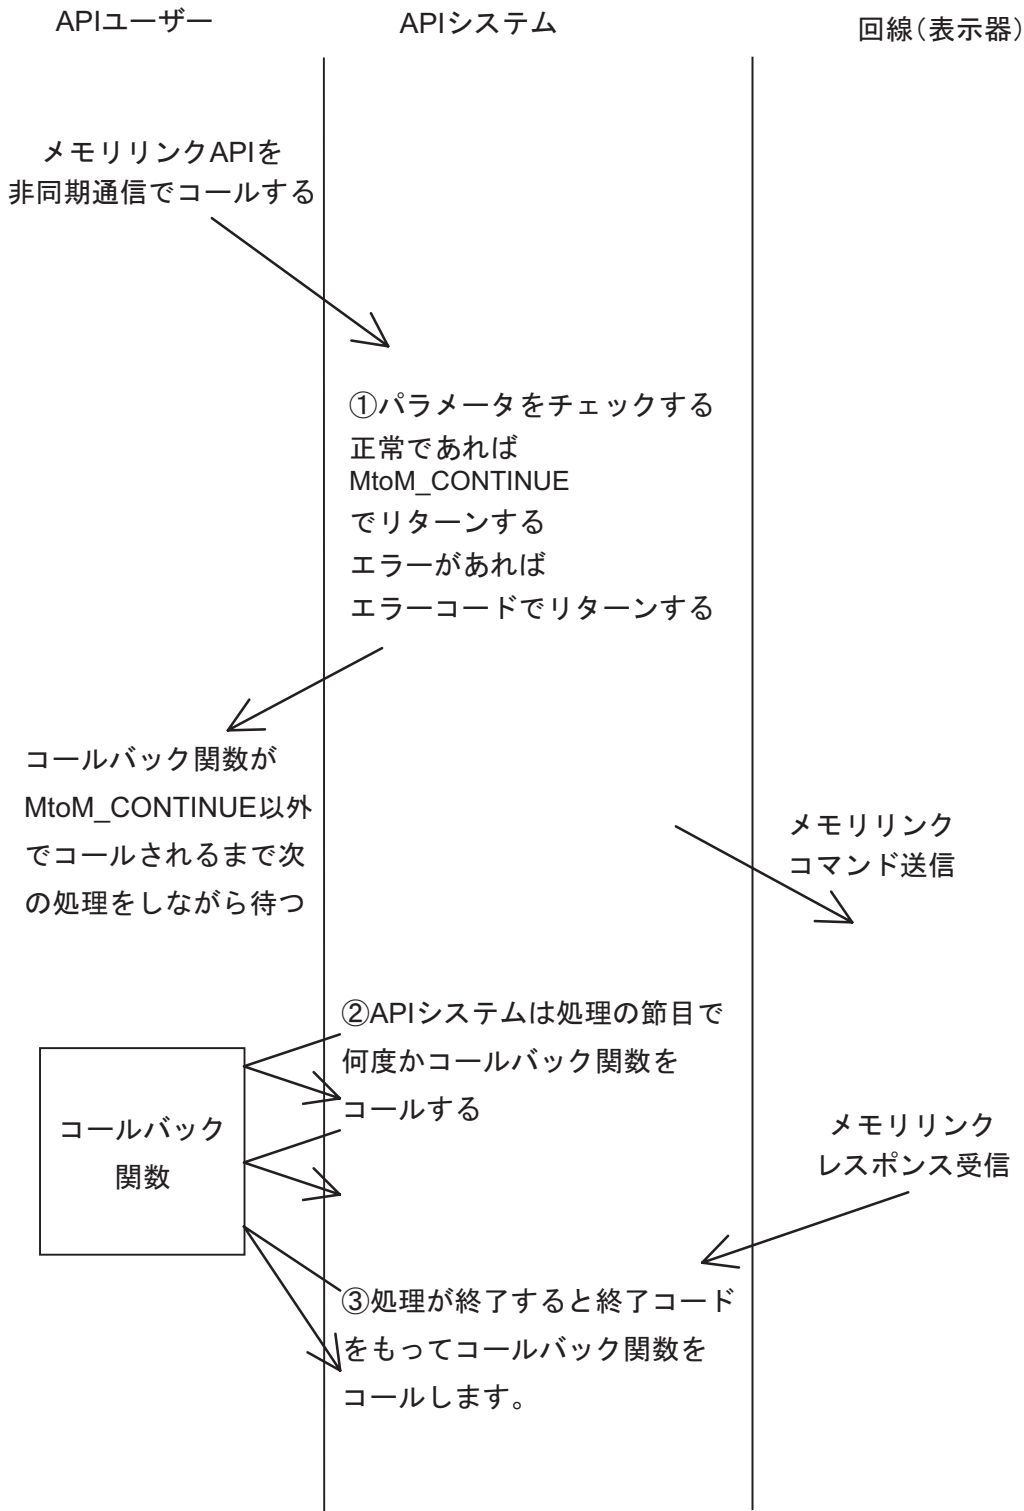 APIユーザー
APIシステム
回線(表示器)
メモリリンクAPIを
非同期通信でコールする
①パラメータをチェックする
正常であれば
MtoM_CONTINUE
でリターンする
エラーがあれば
エラーコードでリターンする
コールバック関数が
MtoM_CONTINUE以外
でコールされるまで次
の処理をしながら待つ
メモリリンク
コマンド送信
②APIシステムは処理の節目で
何度かコールバック関数を
コールする
コールバック
関数
メモリリンク
レスポンス受信
③処理が終了すると終了コード
をもってコールバック関数を
コールします。